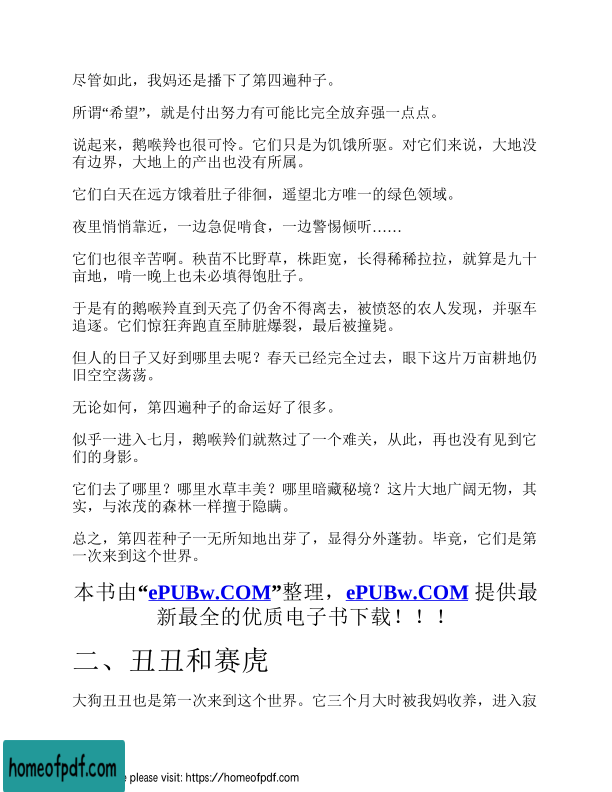 尽管如此，我妈还是播下了第四遍种子。
所谓“希望”，就是付出努力有可能比完全放弃强一点点。
说起来，鹅喉羚也很可怜。它们只是为饥饿所驱。对它们来说，大地没
有边界，大地上的产出也没有所属。
它们白天在远方饿着肚子徘徊，遥望北方唯一的绿色领域。
夜里悄悄靠近，一边急促啃食，一边警惕倾听……
它们也很辛苦啊。秧苗不比野草，株距宽，长得稀稀拉拉，就算是九十
亩地，啃一晚上也未必填得饱肚子。
于是有的鹅喉羚直到天亮了仍舍不得离去，被愤怒的农人发现，并驱车
追逐。它们惊狂奔跑直至肺脏爆裂，最后被撞毙。
但人的日子又好到哪里去呢？春天已经完全过去，眼下这片万亩耕地仍
旧空空荡荡。
无论如何，第四遍种子的命运好了很多。
似乎一进入七月，鹅喉羚们就熬过了一个难关，从此，再也没有见到它
们的身影。
它们去了哪里？哪里水草丰美？哪里暗藏秘境？这片大地广阔无物，其
实，与浓茂的森林一样擅于隐瞒。
总之，第四茬种子一无所知地出芽了，显得分外蓬勃。毕竟，它们是第
一次来到这个世界。
本书由“ePUBw.COM”整理，ePUBw.COM 提供最
新最全的优质电子书下载！！！
二、丑丑和赛虎
大狗丑丑也是第一次来到这个世界。它三个月大时被我妈收养，进入寂
homeofpdf.com
e please visit: https://homeofpdf.com